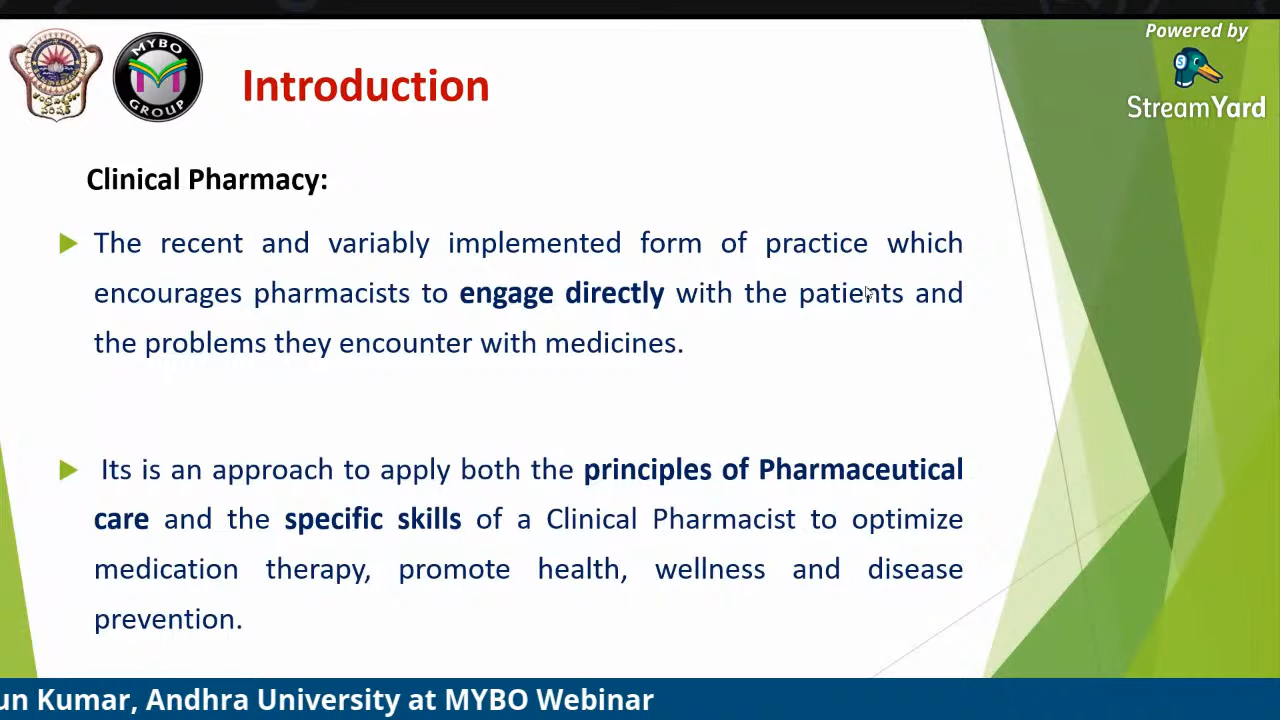 MYBO
GROUP
Introduction
Powered by
StreamYard
Clinical Pharmacy:
The recent and variably implemented form of practice which
encourages pharmacists to engage directly with the patients and
the problems they encounter with medicines.
Its is an approach to apply both the principles of Pharmaceutical
care and the specific skills of a Clinical Pharmacist to optimize
medication therapy, promote health, wellness and disease
prevention.
un Kumar, Andhra University at MYBO Webinar